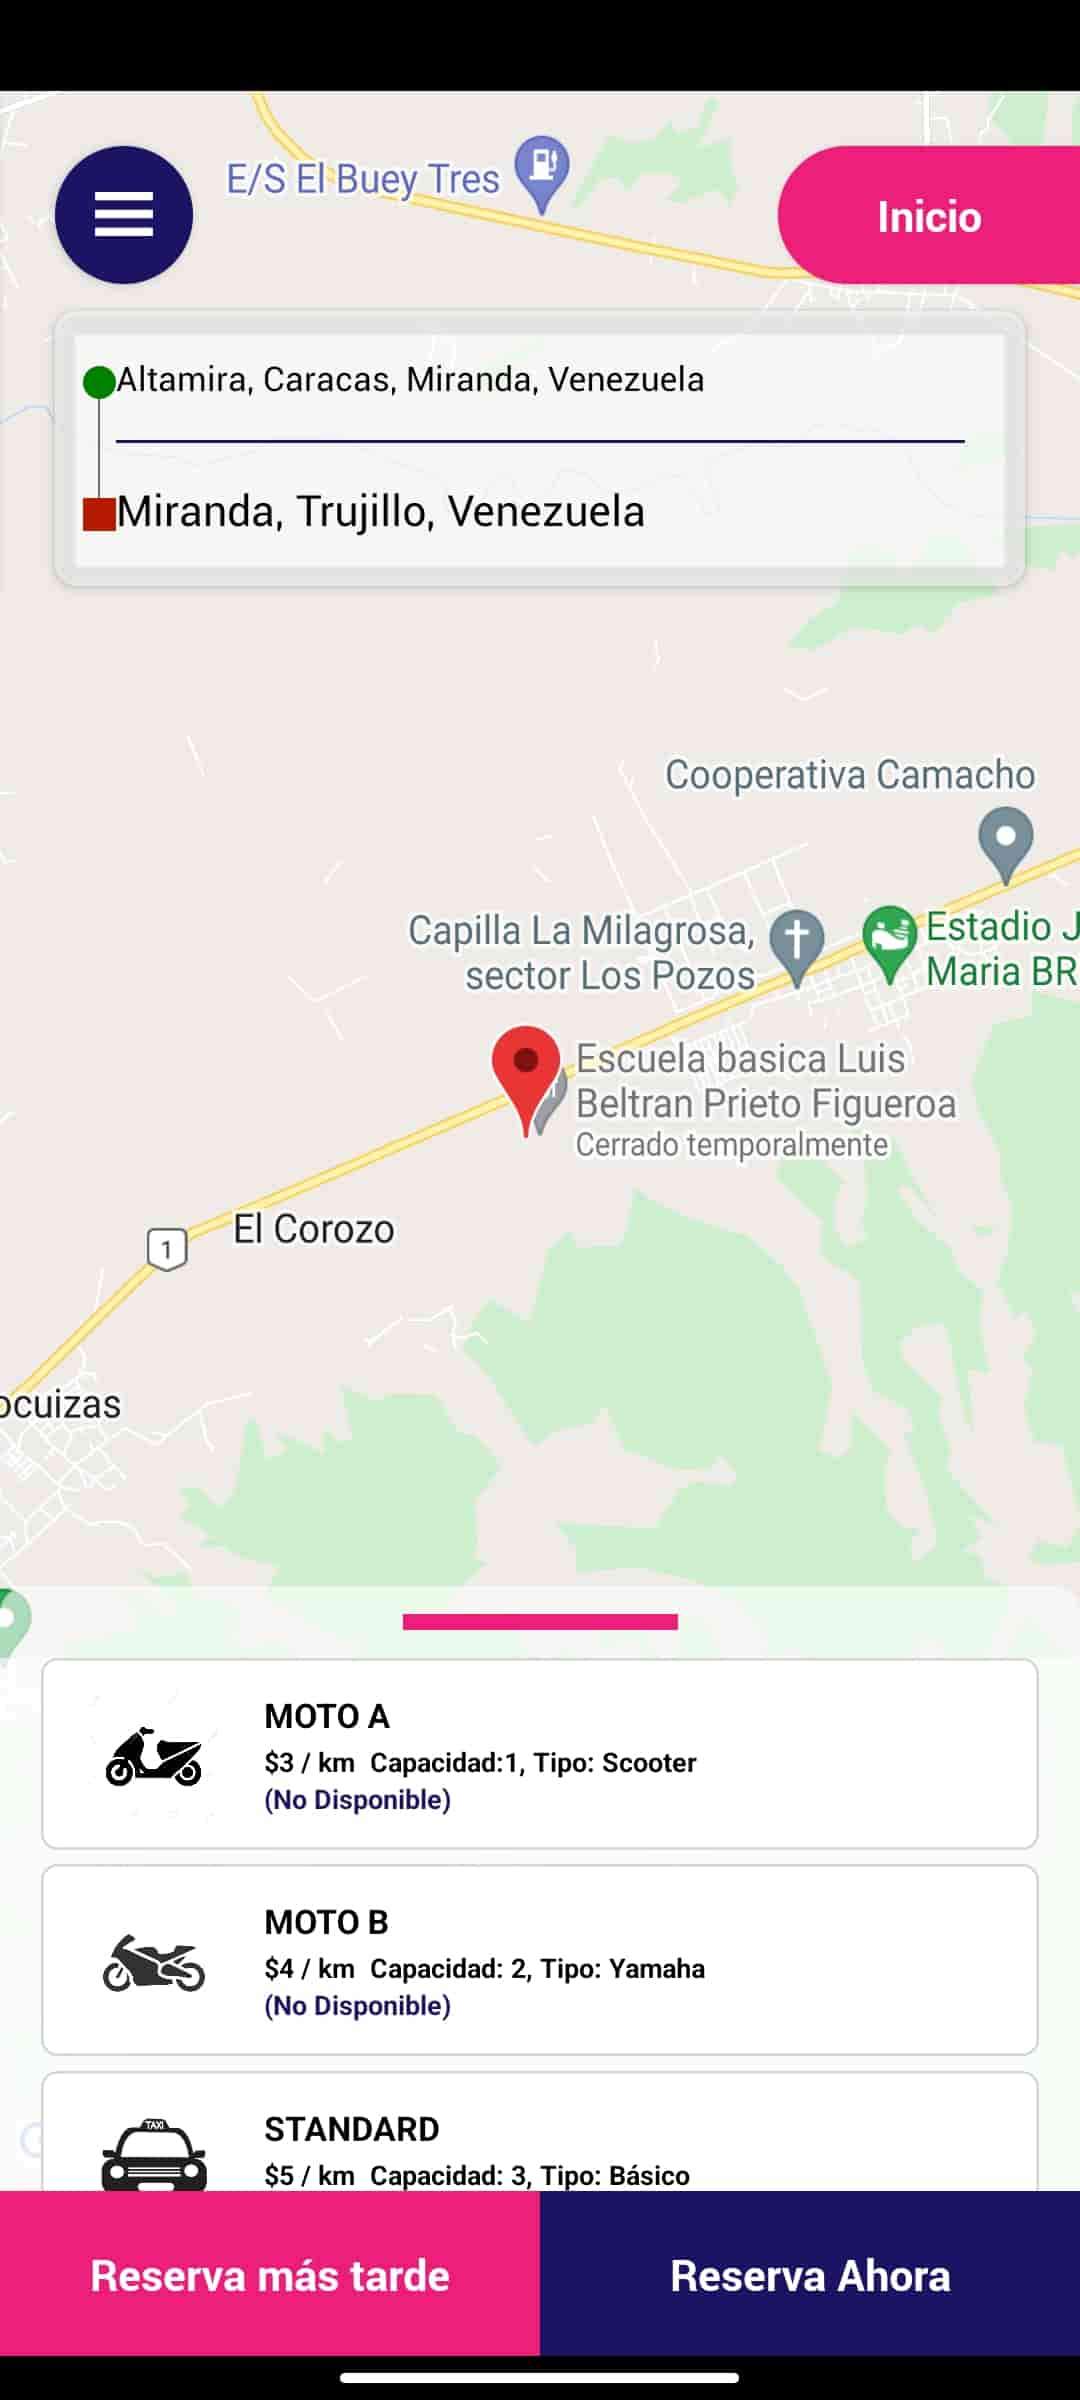 E/S El Buey Tres
Inicio
Altamira, Caracas, Miranda, Venezuela
Miranda, Trujillo, Venezuela
Cooperativa Camacho
Capilla La Milagrosa,
sector Los Pozos
Estadio J
Maria BR
Escuela basica Luis
Beltran Prieto Figueroa
Cerrado temporalmente
El Corozo
1
ocuizas
MOTO A
$3 / km Capacidad:1, Tipo: Scooter
(No Disponible)
MOTO B
$4 / km Capacidad: 2, Tipo: Yamaha
(No Disponible)
TAXI
STANDARD
$5 / km Capacidad: 3, Tipo: Básico
Reserva más tarde
Reserva Ahora